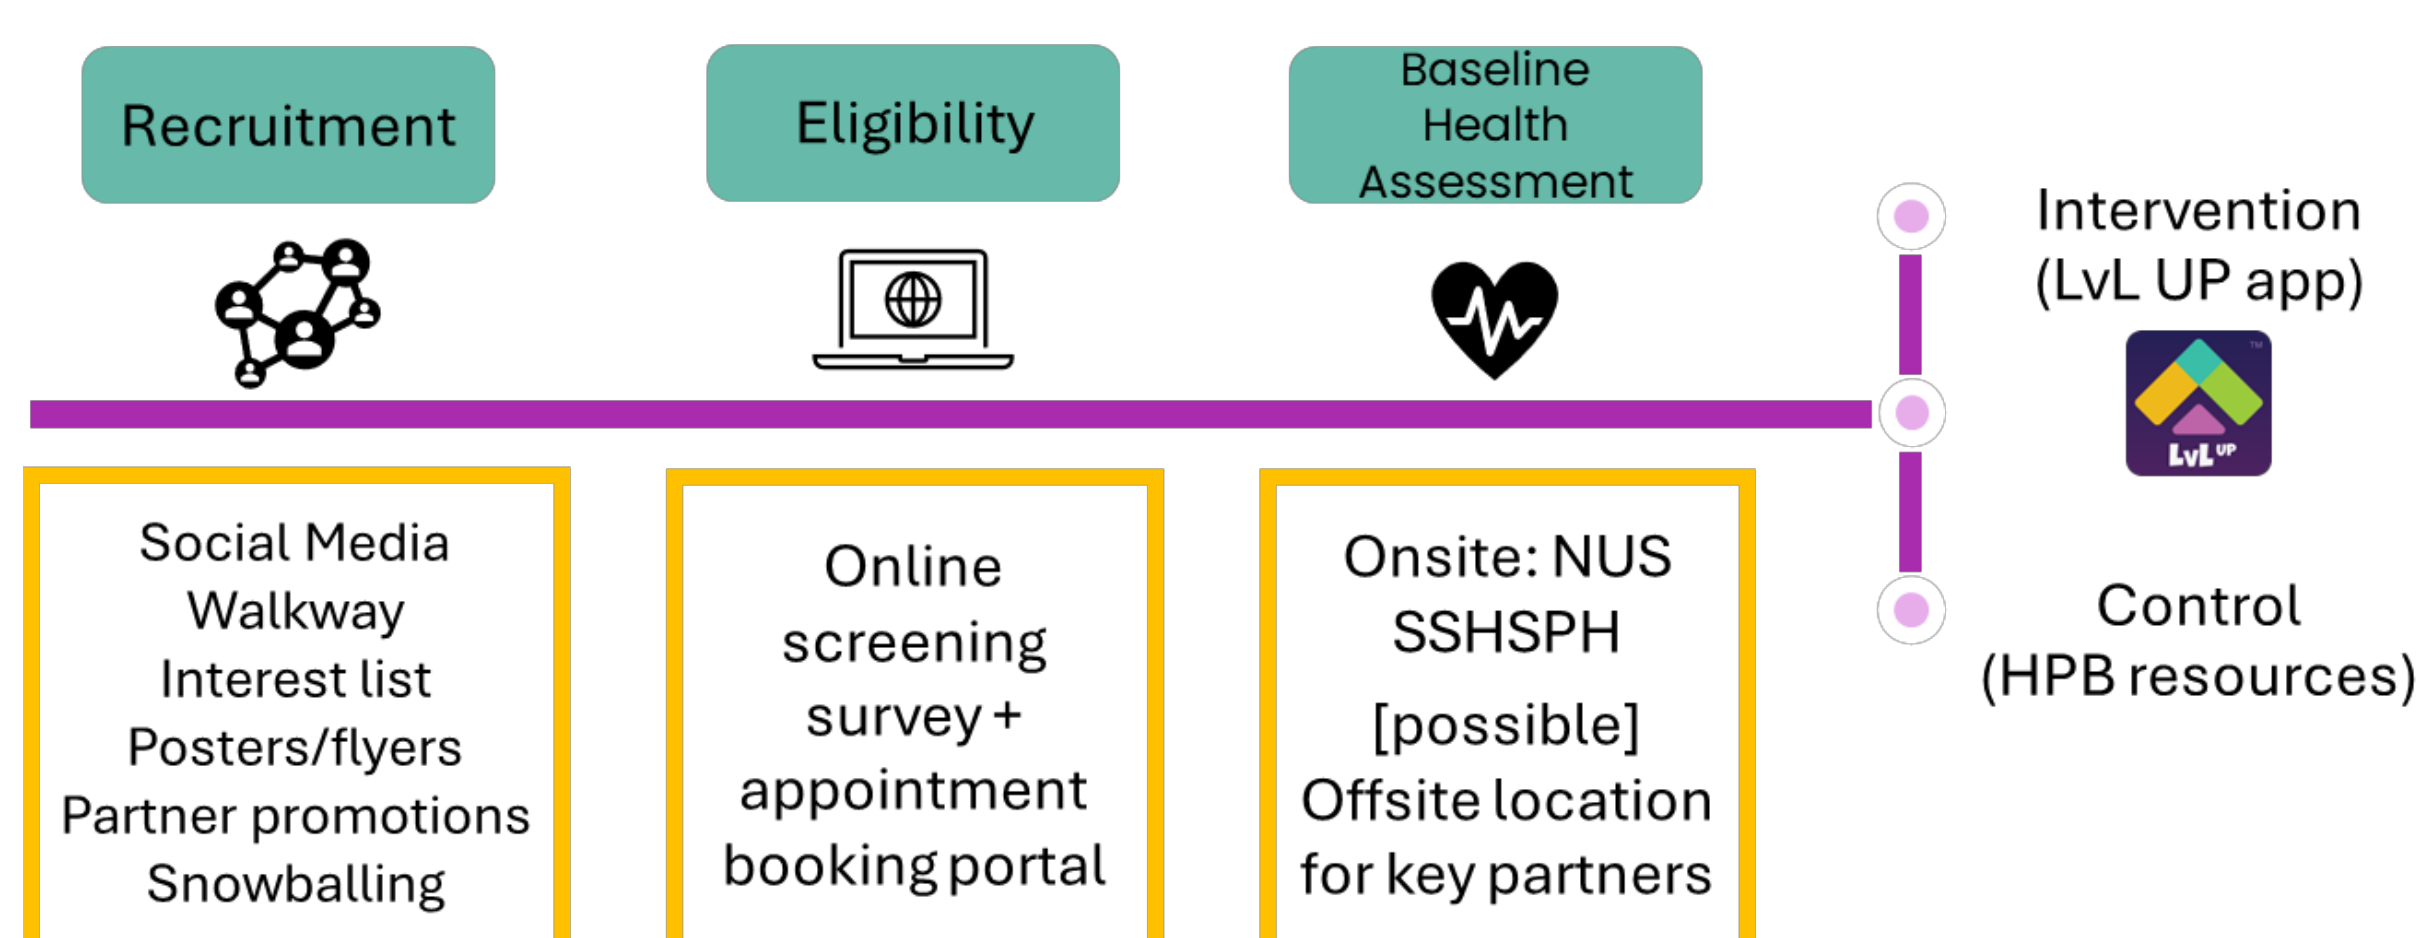 Recruitment
Eligibility
Baseline
Health
Assessment
Intervention
(LvL UP app)
TM
LvL UP
Social Media
Walkway
Interest list
Posters/flyers
Partner promotions
Snowballing
Online
screening
survey +
appointment
booking portal
Onsite: NUS
SSHSPH
[possible]
Offsite location
for key partners
Control
(HPB resources)